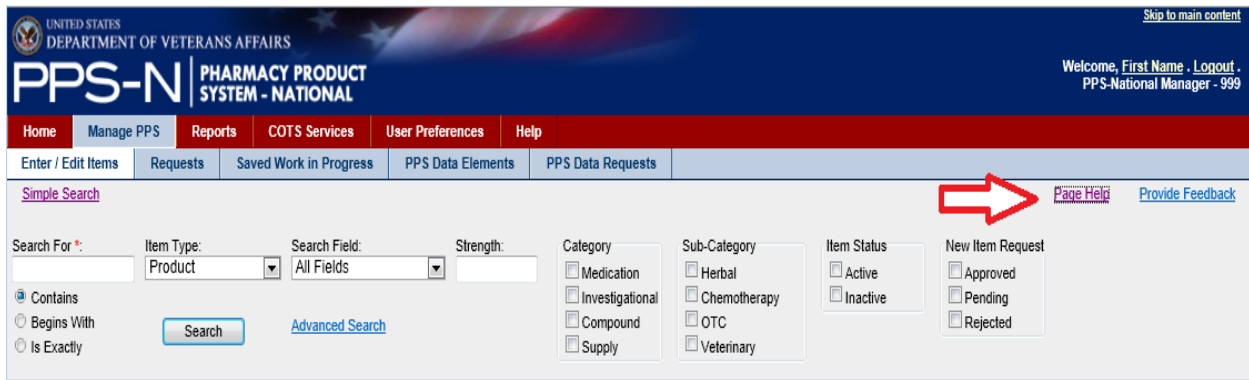 Skip to main content
UNITED STATES
DEPARTMENT OF VETERANS AFFAIRS
PPS-N PHARMACY PRODUCT
SYSTEM - NATIONAL
Welcome, First Name . Logout .
PPS-National Manager - 999
Home Manage PPS Reports COTS Services User Preferences Help
Enter / Edit Items Requests Saved Work in Progress PPS Data Elements PPS Data Requests
Simple Search Page Help Provide Feedback
Search For *: Item Type: Search Field: Strength: Category Sub-Category Item Status New Item Request
Product All Fields
Medication Herbal Active Approved
Contains Investigational Chemotherapy Inactive Pending
Begins With Search Advanced Search Compound OTC Rejected
Is Exactly Supply Veterinary